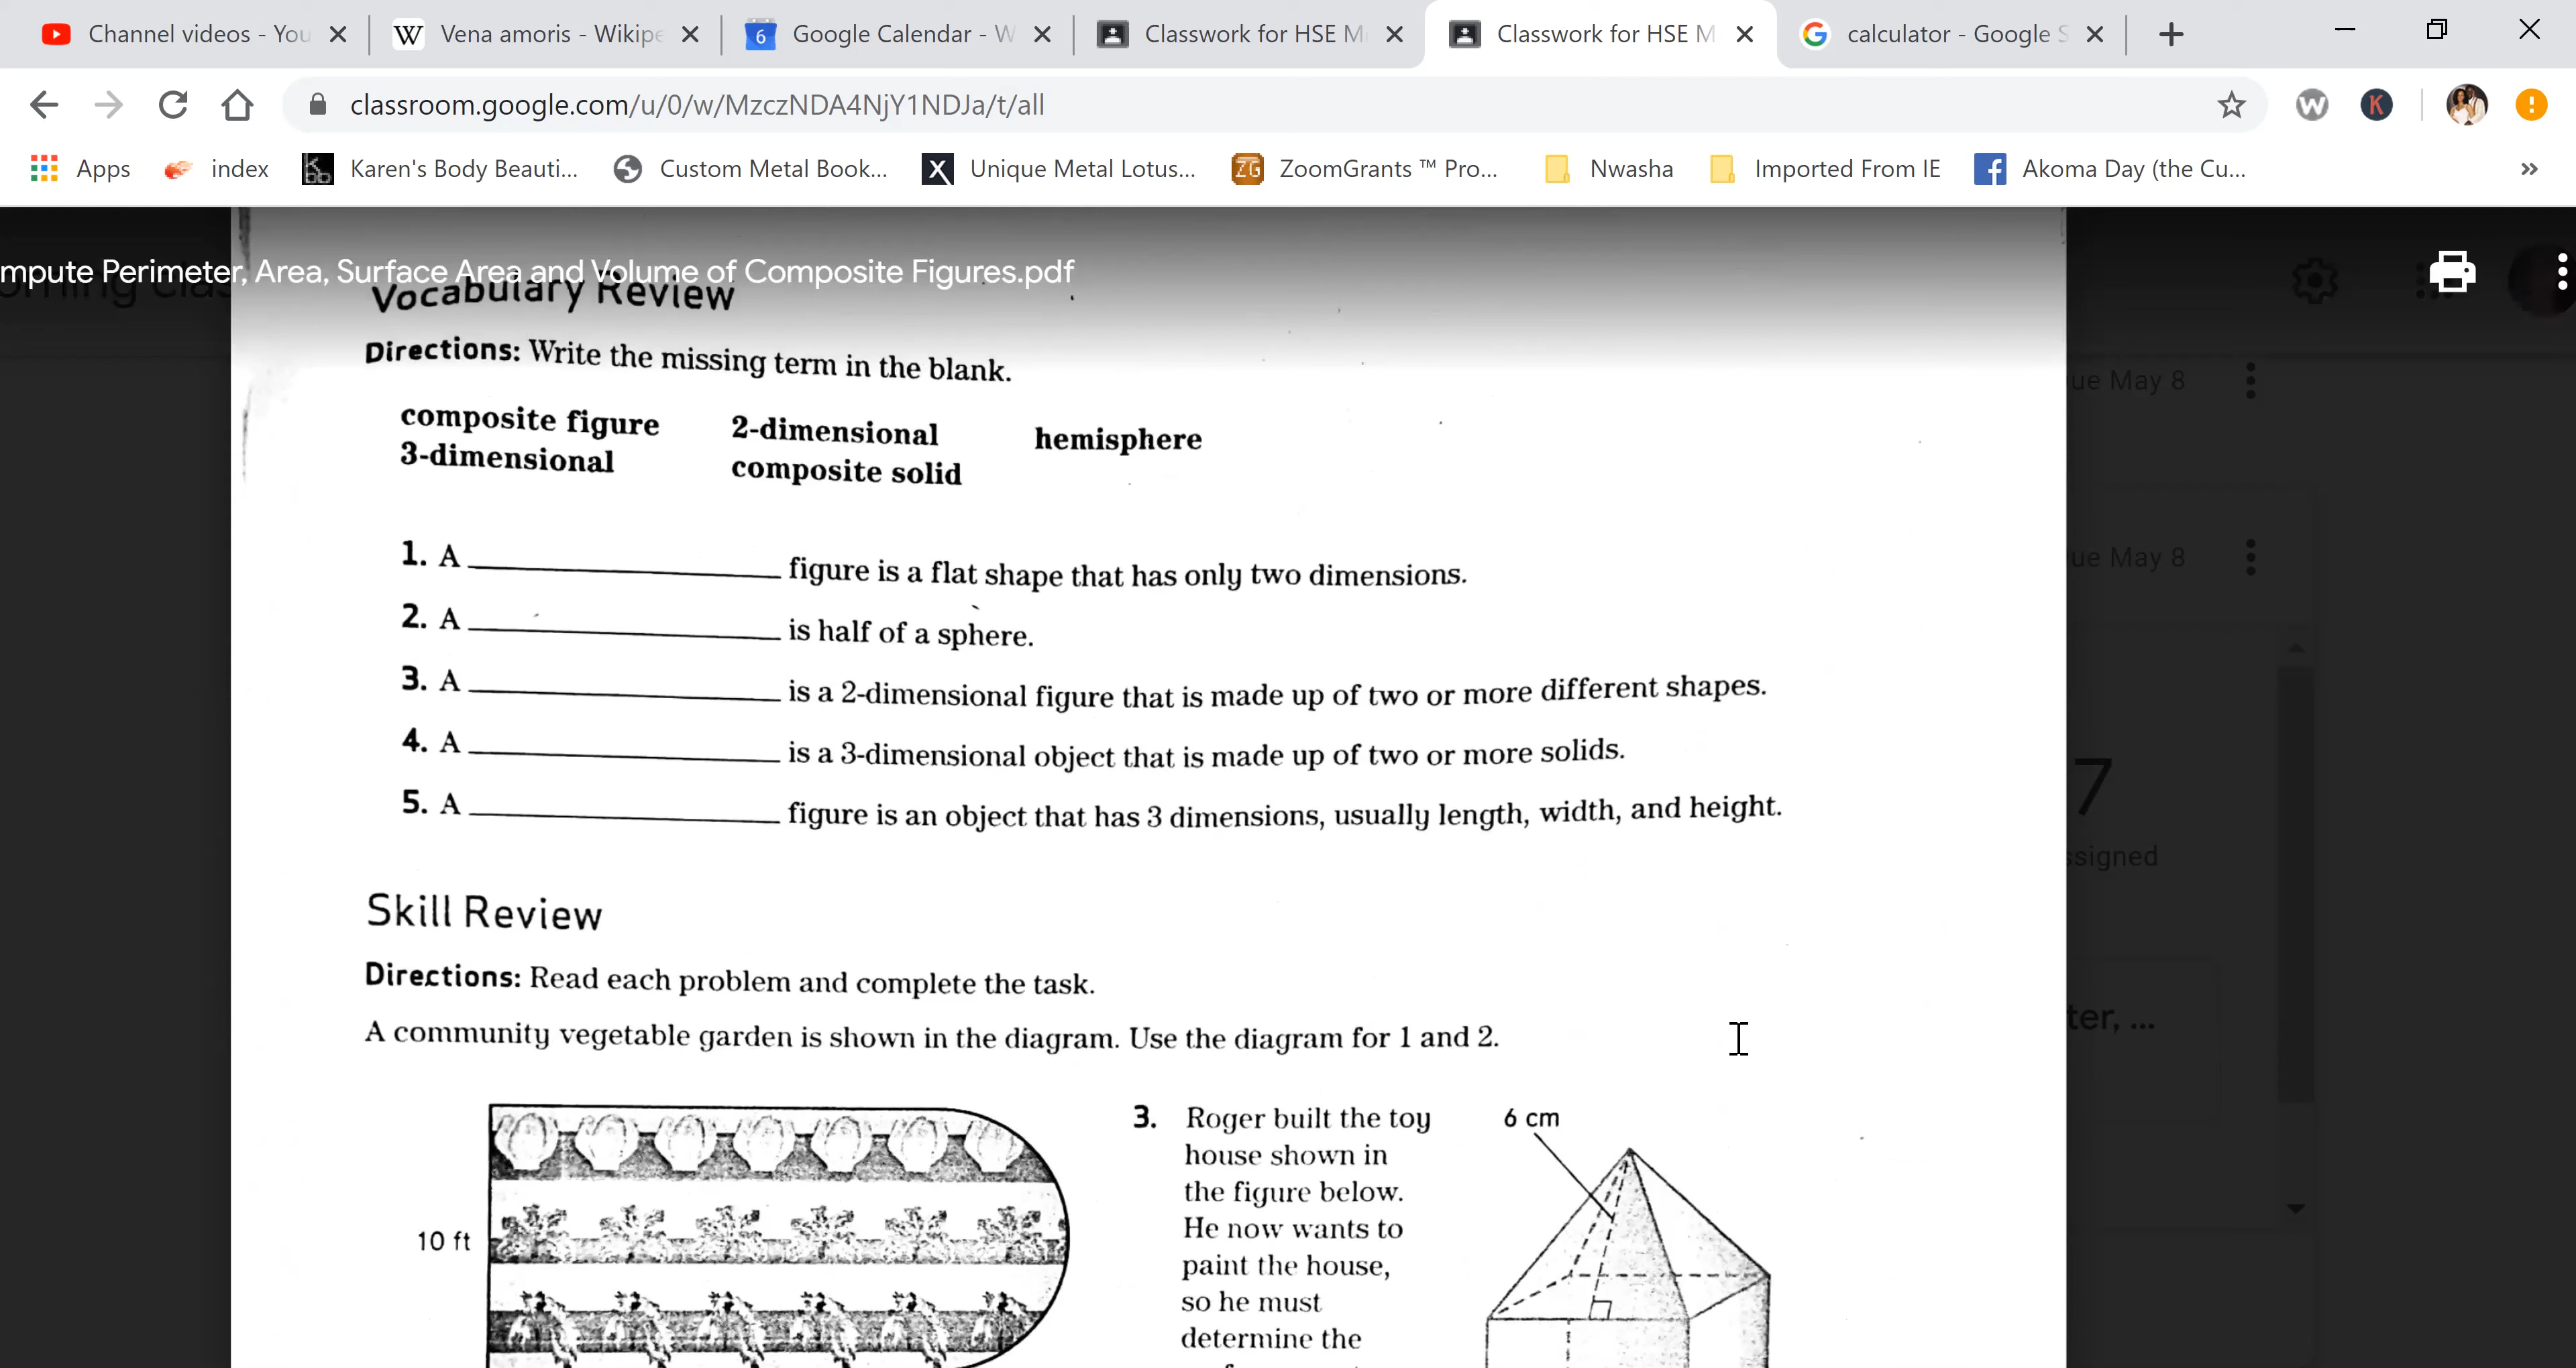 Channel videos - You
Vena amoris - Wikipe
Google Calendar - W
Classwork for HSE M
Classwork for HSE M
calculator - Google S
classroom.google.com/u/0/w/MzczNDA4NjY1NDJa/t/all
Apps
index
Karen's Body Beauti...
Custom Metal Book...
Unique Metal Lotus...
ZoomGrants ™ Pro...
Nwasha
Imported From IE
Akoma Day (the Cu...
mpute Perimeter, Area, Surface Area and Volume of Composite Figures.pdf
Vocabulary Review
Directions: Write the missing term in the blank.
composite figure 2-dimensional hemisphere
3-dimensional composite solid
1. A ____________ figure is a flat shape that has only two dimensions.
2. A ____________ is half of a sphere.
3. A ____________ is a 2-dimensional figure that is made up of two or more different shapes.
4. A ____________ is a 3-dimensional object that is made up of two or more solids.
5. A ____________ figure is an object that has 3 dimensions, usually length, width, and height.
Skill Review
Directions: Read each problem and complete the task.
A community vegetable garden is shown in the diagram. Use the diagram for 1 and 2.
10 ft
3. Roger built the toy
house shown in
the figure below.
He now wants to
paint the house,
so he must
determine the
6 cm
ue May 8
ue May 8
7
ssigned
ter, ...